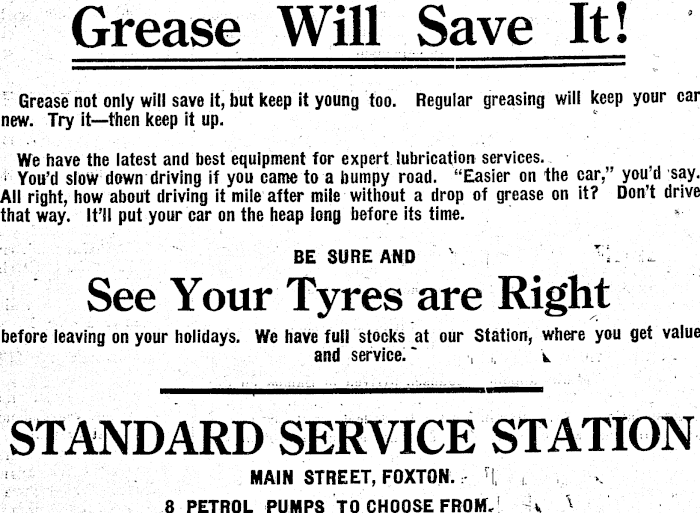 Grease Will Save It!
Grease not only will save it, but keep it young too. Regular greasing will keep your car
new. Try it—then keep it up.
We have the latest and best equipment for expert lubrication services.
You'd slow down driving if you came to a bumpy road. "Easier on the car," you'd say.
All right, how about driving it mile after mile without a drop of grease on it? Don't drive
that way. It'll put your car on the heap long before its time.
BE SURE AND
See Your Tyres are Right
before leaving on your holidays. We have full stocks at our Station, where you get value
and service.
STANDARD SERVICE STATION
MAIN STREET, FOXTON.
8 PETROL PUMPS TO CHOOSE FROM.